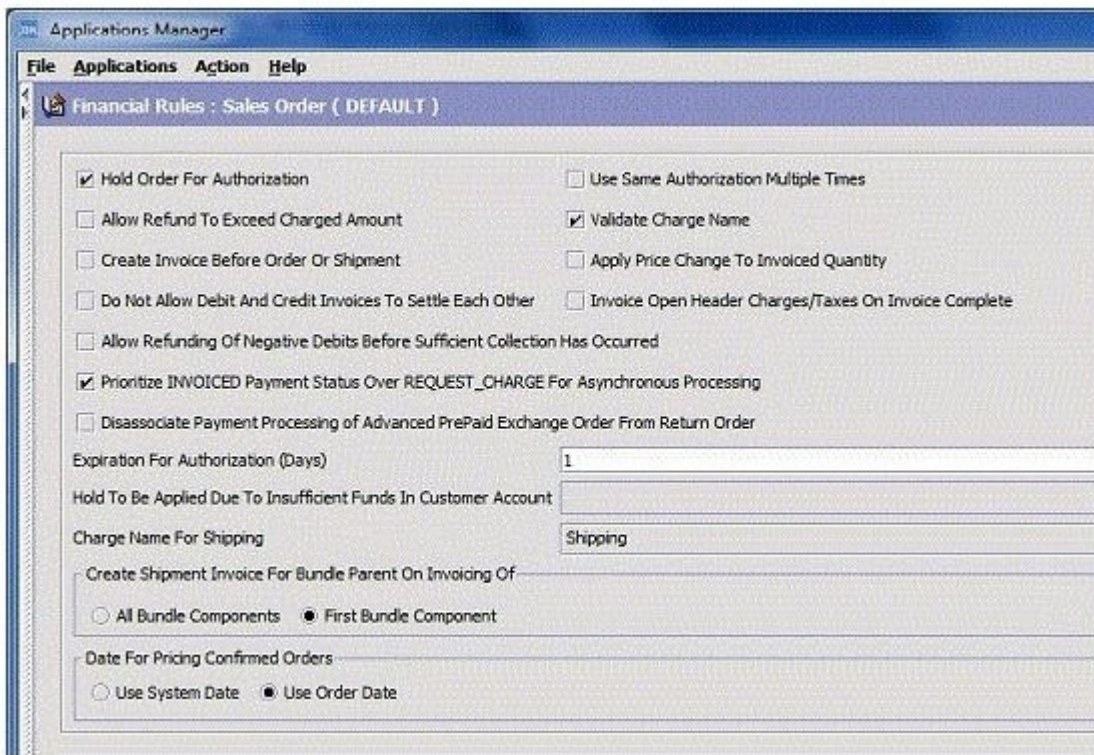 Applications Manager
File Applications Action Help
Financial Rules : Sales Order ( DEFAULT )
Hold Order For Authorization Use Same Authorization Multiple Times
Allow Refund To Exceed Charged Amount Validate Charge Name
Create Invoice Before Order Or Shipment Apply Price Change To Invoiced Quantity
Do Not Allow Debit And Credit Invoices To Settle Each Other Invoice Open Header Charges/Taxes On Invoice Complete
Allow Refunding Of Negative Debits Before Sufficient Collection Has Occurred
Prioritize INVOICED Payment Status Over REQUEST_CHARGE For Asynchronous Processing
Disassociate Payment Processing of Advanced PrePaid Exchange Order From Return Order
Expiration For Authorization (Days) 1
Hold To Be Applied Due To Insufficient Funds In Customer Account
Charge Name For Shipping Shipping
Create Shipment Invoice For Bundle Parent On Invoicing Of
All Bundle Components First Bundle Component
Date For Pricing Confirmed Orders
Use System Date Use Order Date